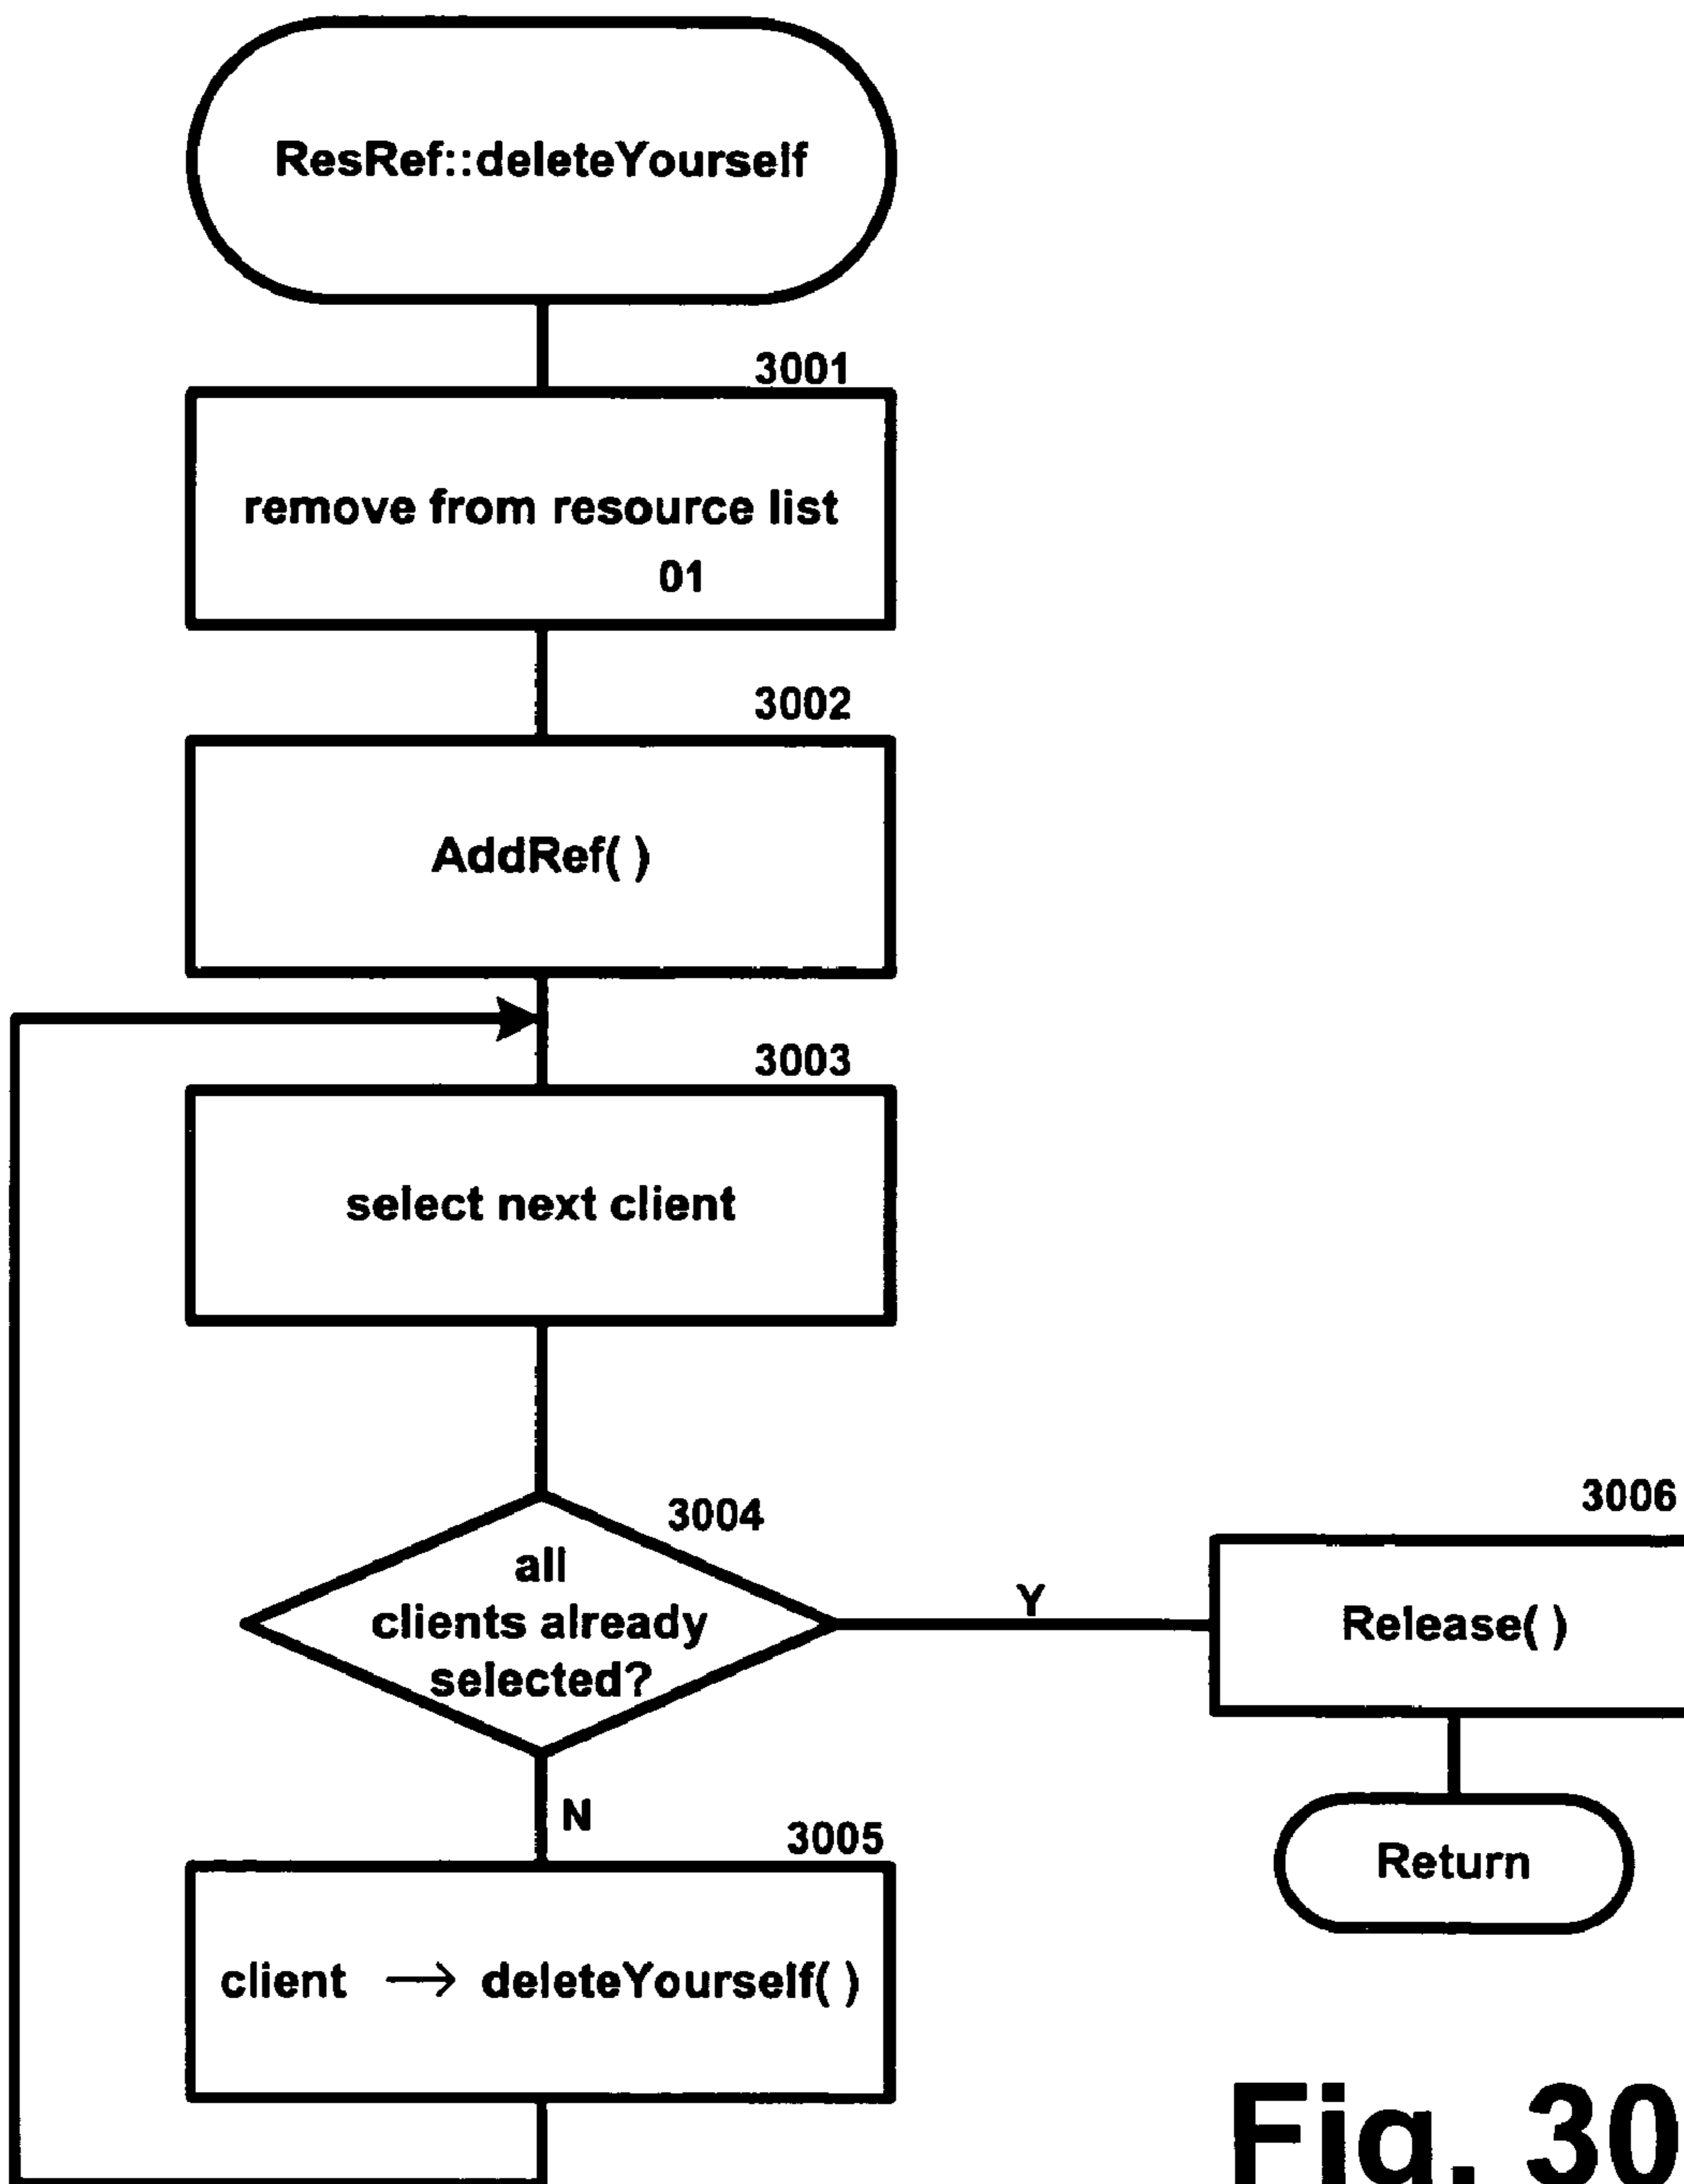 ResRef::deleteYourself
3001
remove from resource list
01
3002
AddRef( )
3003
select next client
3004
all
clients already
selected?
Y
3006
Release( )
Return
N
3005
client → deleteYourself( )
Fig. 30